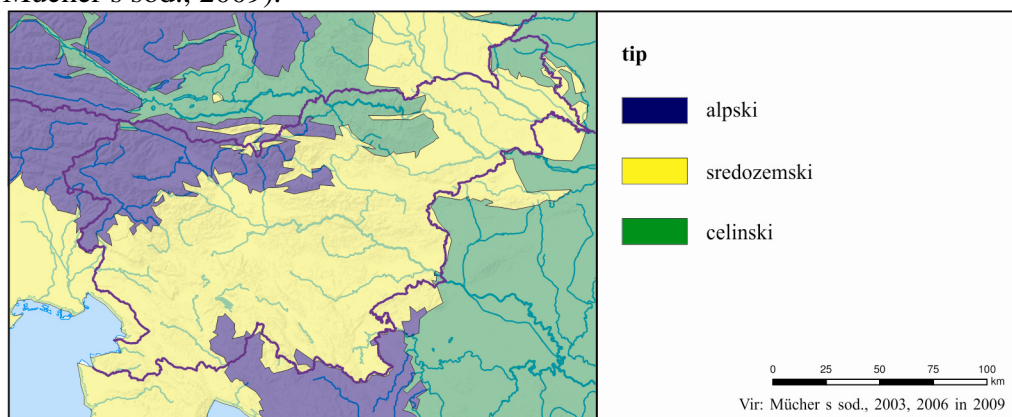 Mücher s sod., 2009).
tip
alpski
sredozemski
celinski
0 25 50 75 100
km
Vir: Mücher s sod., 2003, 2006 in 2009